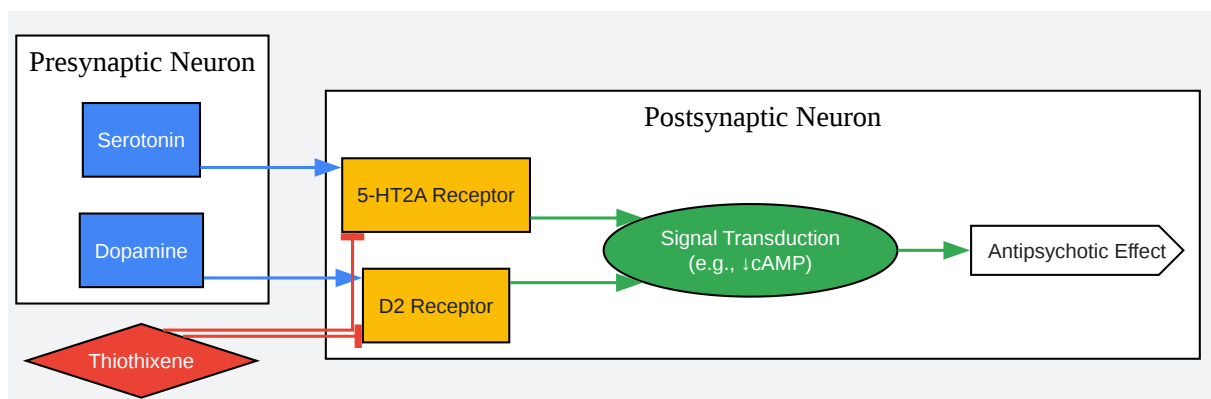 Presynaptic Neuron
Serotonin
Dopamine
Thiothixene
Postsynaptic Neuron
5-HT2A Receptor
D2 Receptor
Signal Transduction
(e.g., ↓cAMP)
Antipsychotic Effect